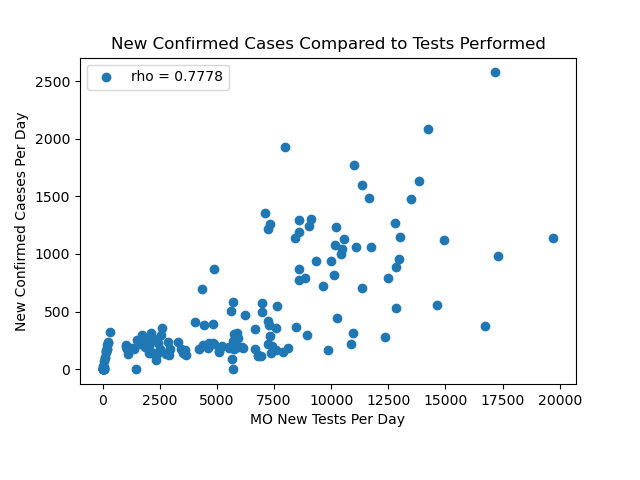 New Confirmed Cases Compared to Tests Performed
rho = 0.7778
New Confirmed Caeses Per Day
2500
2000
1500
1000
500
0
0 2500 5000 7500 10000 12500 15000 17500 20000
MO New Tests Per Day